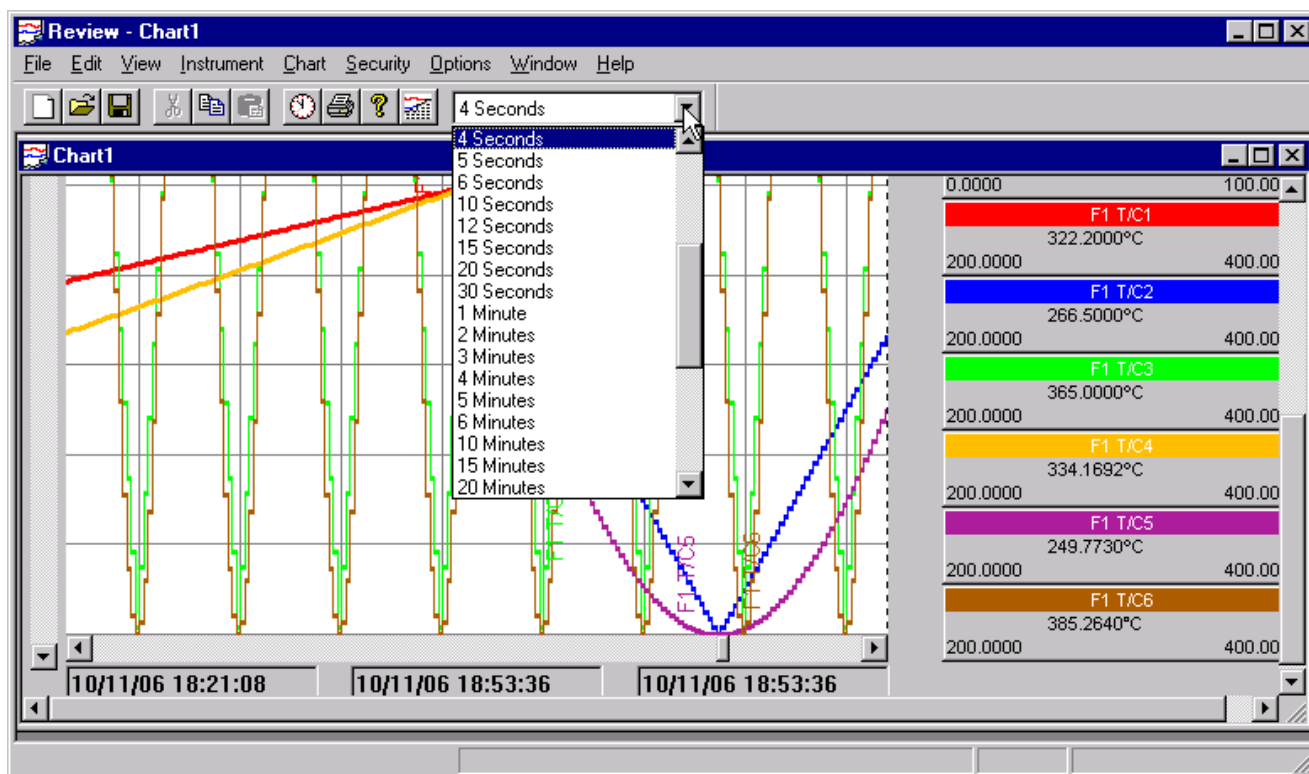 Review - Chart1
File Edit View Instrument Chart Security Options Window Help
4 Seconds
4 Seconds
5 Seconds
6 Seconds
10 Seconds
12 Seconds
15 Seconds
20 Seconds
30 Seconds
1 Minute
2 Minutes
3 Minutes
4 Minutes
5 Minutes
6 Minutes
10 Minutes
15 Minutes
20 Minutes
Chart1
0.0000 100.00
F1 T/C1
322.2000°C
200.0000 400.00
F1 T/C2
266.5000°C
200.0000 400.00
F1 T/C3
365.0000°C
200.0000 400.00
F1 T/C4
334.1692°C
200.0000 400.00
F1 T/C5
249.7730°C
200.0000 400.00
F1 T/C6
385.2640°C
200.0000 400.00
F1 T/C5
F1 T/C6
10/11/06 18:21:08 10/11/06 18:53:36 10/11/06 18:53:36